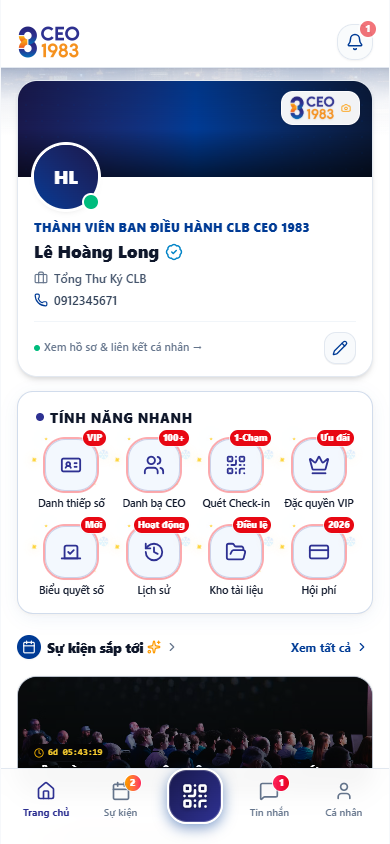 CEO
1983
1
CEO
1983
HL
THÀNH VIÊN BAN ĐIỀU HÀNH CLB CEO 1983
Lê Hoàng Long
Tổng Thư Ký CLB
0912345671
Xem hồ sơ & liên kết cá nhân →
TÍNH NĂNG NHANH
VIP
100+
1-Chạm
Ưu đãi
Danh thiếp số
Danh bạ CEO
Quét Check-in
Đặc quyền VIP
Mới
Hoạt động
Điều lệ
2026
Biểu quyết số
Lịch sử
Kho tài liệu
Hội phí
Sự kiện sắp tới
Xem tất cả
6d 05:43:19
2
1
Trang chủ
Sự kiện
Tin nhắn
Cá nhân